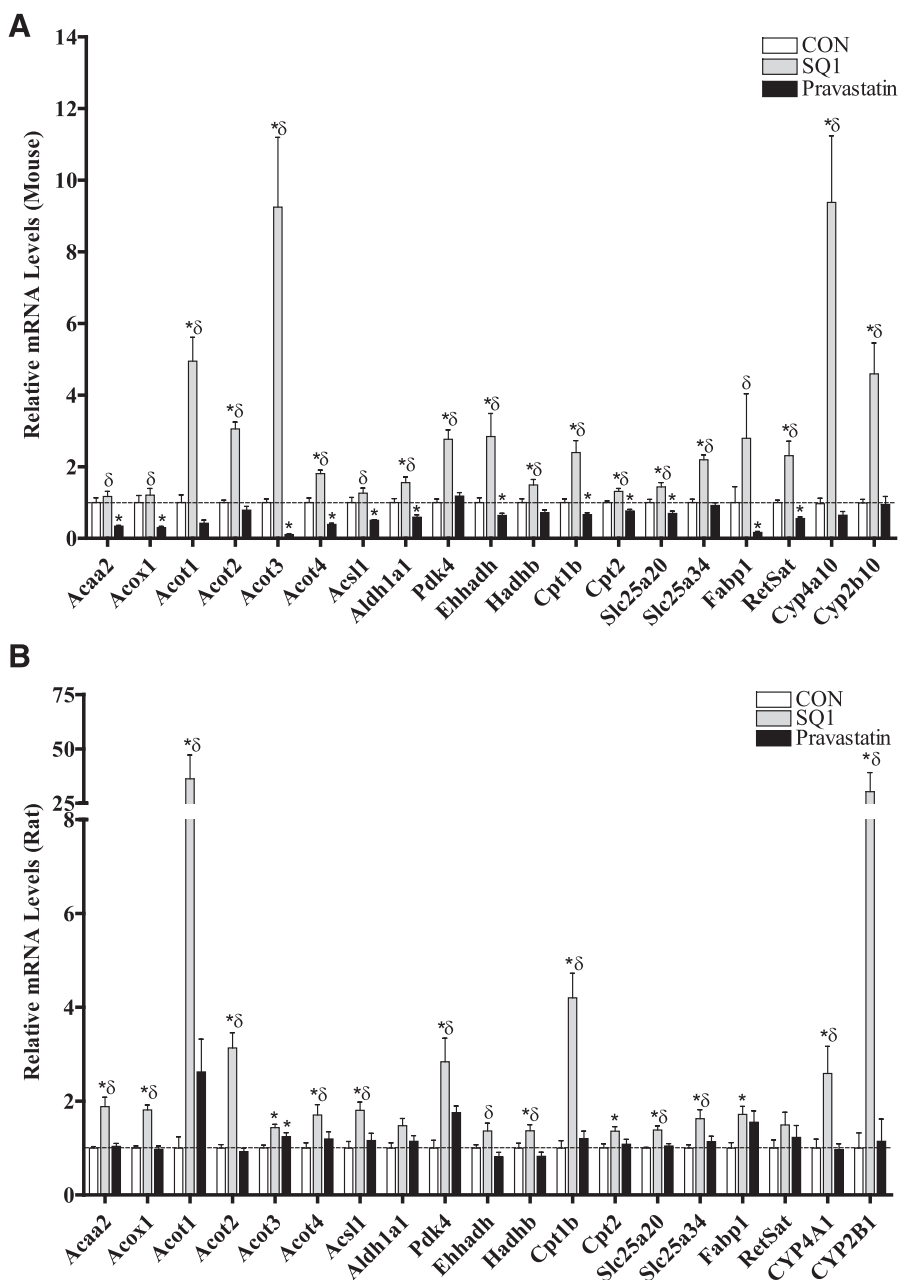 A
14
12
10
8
6
4
2
0
Relative mRNA Levels (Mouse)
CON
SQ1
Pravastatin
δ
*
δ
*
*δ
*δ
*δ
*
*δ
*
δ
*
*δ
*
*δ
*δ
*
*δ
*δ
*
*δ
*
*δ
*
*δ
δ
*
*δ
*
*δ
*δ
Acaa2
Acox1
Acot1
Acot2
Acot3
Acot4
Acsl1
Aldh1a1
Pdk4
Ehhadh
Hadhb
Cpt1b
Cpt2
Slc25a20
Slc25a34
Fabp1
RetSat
Cyp4a10
Cyp2b10
B
75
50
25
8
6
4
2
0
Relative mRNA Levels (Rat)
CON
SQ1
Pravastatin
*δ
*δ
*δ
*δ
*
*
*δ
*δ
*δ
δ
*δ
*δ
*
*δ
*δ
*
*δ
*δ
Acaa2
Acox1
Acot1
Acot2
Acot3
Acot4
Acsl1
Aldh1a1
Pdk4
Ehhadh
Hadhb
Cpt1b
Cpt2
Slc25a20
Slc25a34
Fabp1
RetSat
CYP4A1
CYP2B1